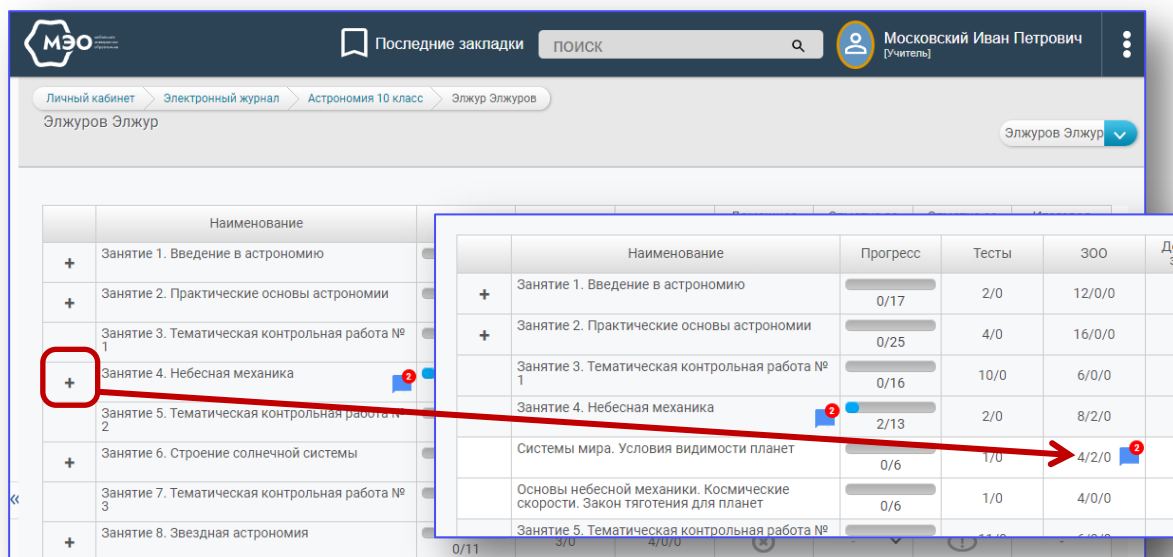 МЭО
Последние закладки
ПОИСК
Московский Иван Петрович
[Учитель]
Личный кабинет
Электронный журнал
Астрономия 10 класс
Элжур Элжуров
Элжуров Элжур
Элжуров Элжур
Наименование
+ Занятие 1. Введение в астрономию
+ Занятие 2. Практические основы астрономии
Занятие 3. Тематическая контрольная работа №
1
+ Занятие 4. Небесная механика 2
Занятие 5. Тематическая контрольная работа №
2
+ Занятие 6. Строение солнечной системы
«
Занятие 7. Тематическая контрольная работа №
3
+ Занятие 8. Звездная астрономия
0/11 3/0 4/0/0
Наименование Прогресс Тесты ЗОО
+ Занятие 1. Введение в астрономию 0/17 2/0 12/0/0
+ Занятие 2. Практические основы астрономии 0/25 4/0 16/0/0
Занятие 3. Тематическая контрольная работа №
1 0/16 10/0 6/0/0
Занятие 4. Небесная механика 2 2/13 2/0 8/2/0
Системы мира. Условия видимости планет 0/6 1/0 4/2/0 2
Основы небесной механики. Космические
скорости. Закон тяготения для планет 0/6 1/0 4/0/0
Занятие 5. Тематическая контрольная работа №